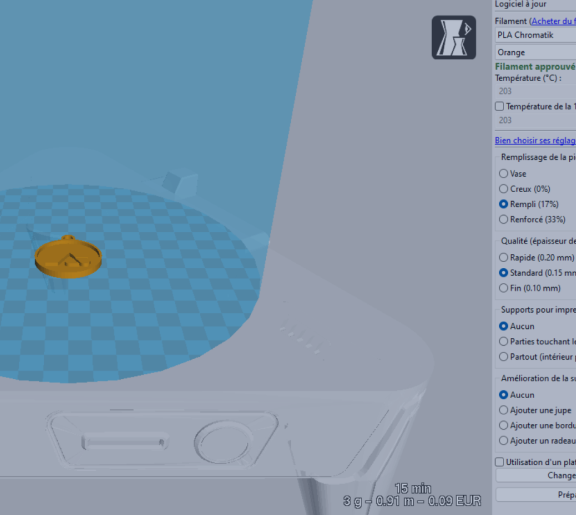 Logiciel à jour
Filament (Acheter du f
PLA Chromatik
Orange
Filament approuvé
Température (°C) :
203
Température de la 1
203
Bien choisir ses réglag
Remplissage de la pi
Vase
Creux (0%)
Rempli (17%)
Renforcé (33%)
Qualité (épaisseur de
Rapide (0.20 mm)
Standard (0.15 mm
Fin (0.10 mm)
Supports pour impre
Aucun
Parties touchant l
Partout (intérieur p
Amélioration de la su
Aucun
Ajouter une jupe
Ajouter une bordu
Ajouter un radeau
Utilisation d'un plat
Change
Prépa
15 min
3 g - 0.91 m - 0.09 EUR